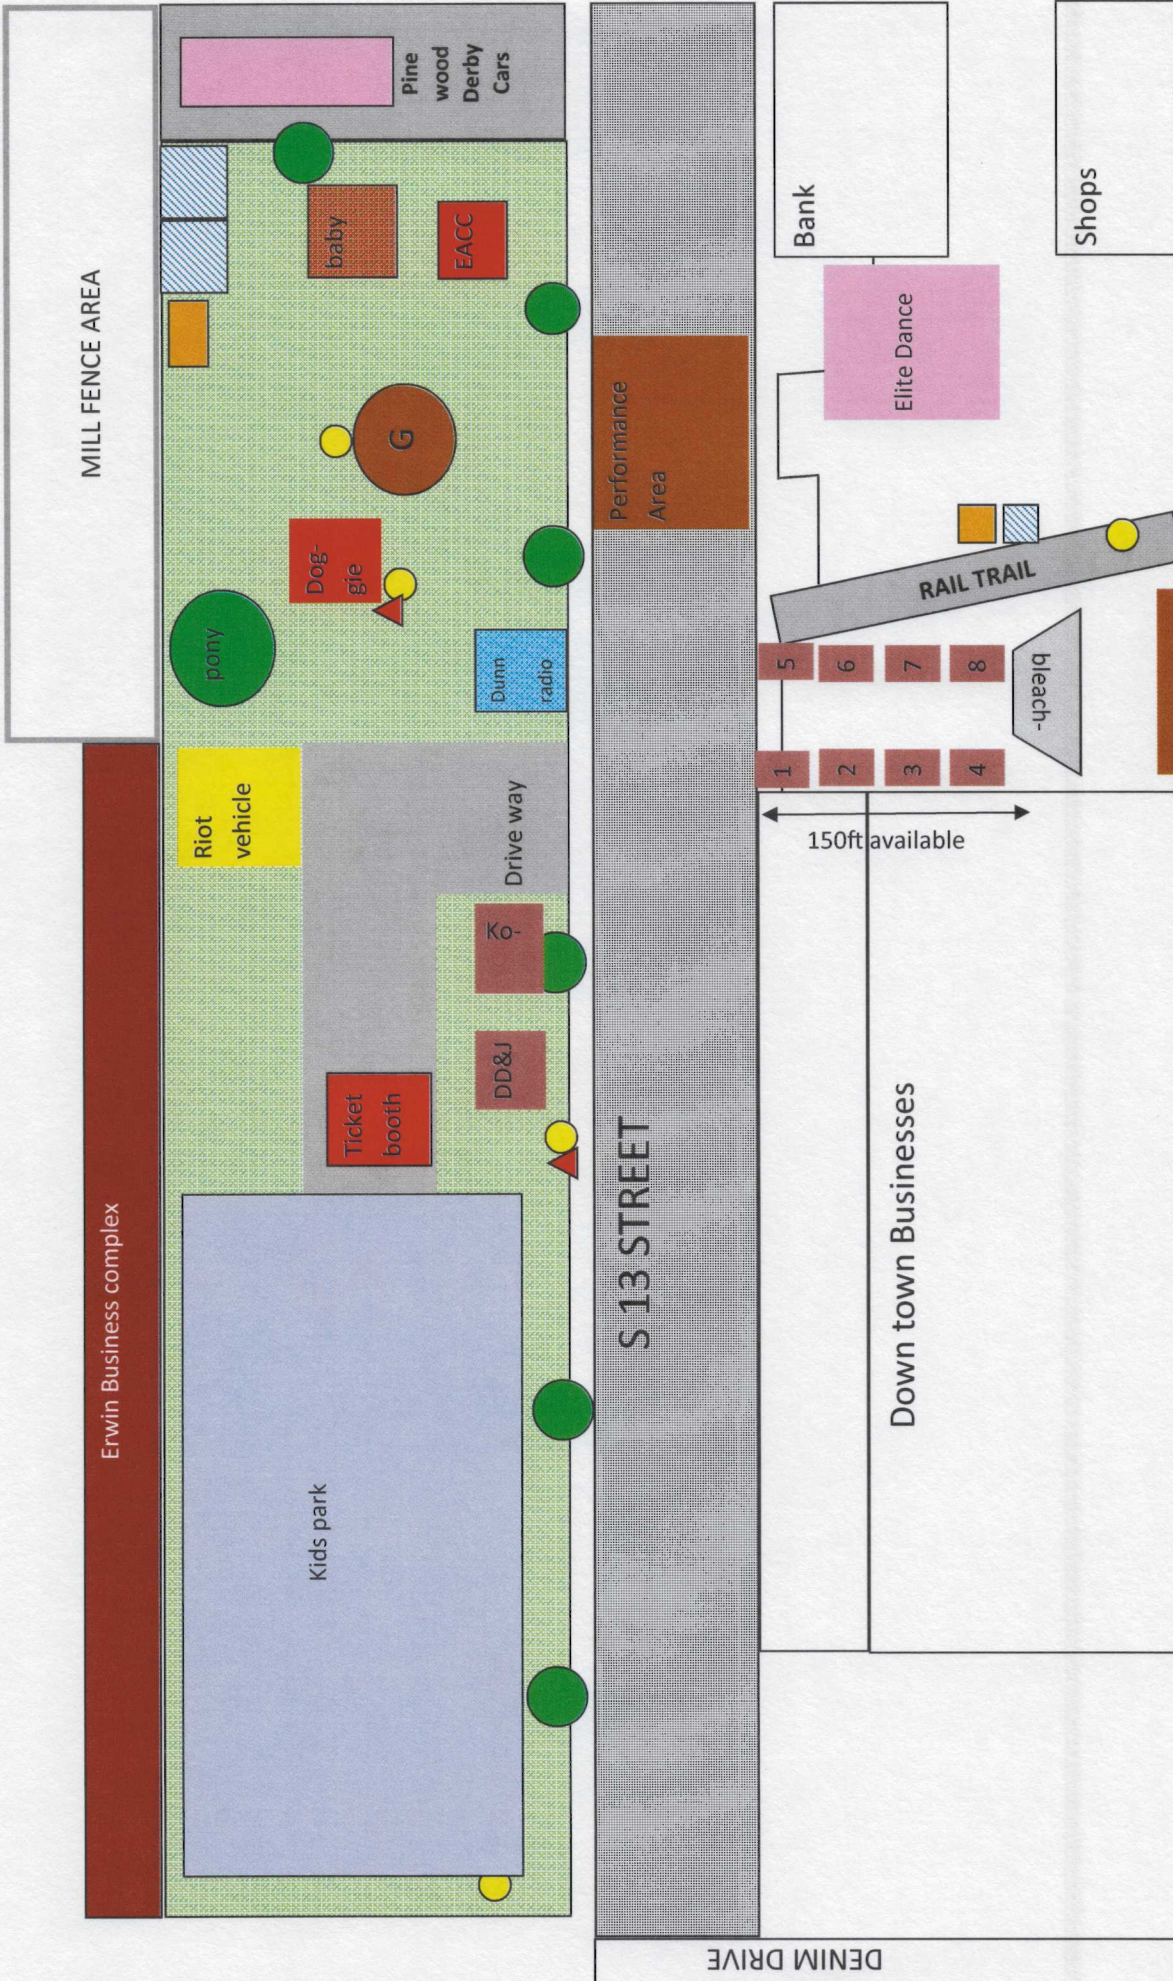 MILL FENCE AREA
Erwin Business complex
Pine
wood
Derby
Cars
baby
EACC
G
Dog-
gie
pony
Dunn
radio
Riot
vehicle
Drive way
Ko-
DD&J
Ticket
booth
Kids park
S 13 STREET
Performance
Area
Bank
Shops
Elite Dance
RAIL TRAIL
5
6
7
8
1
2
3
4
bleach-
150ft available
Down town Businesses
DENIM DRIVE